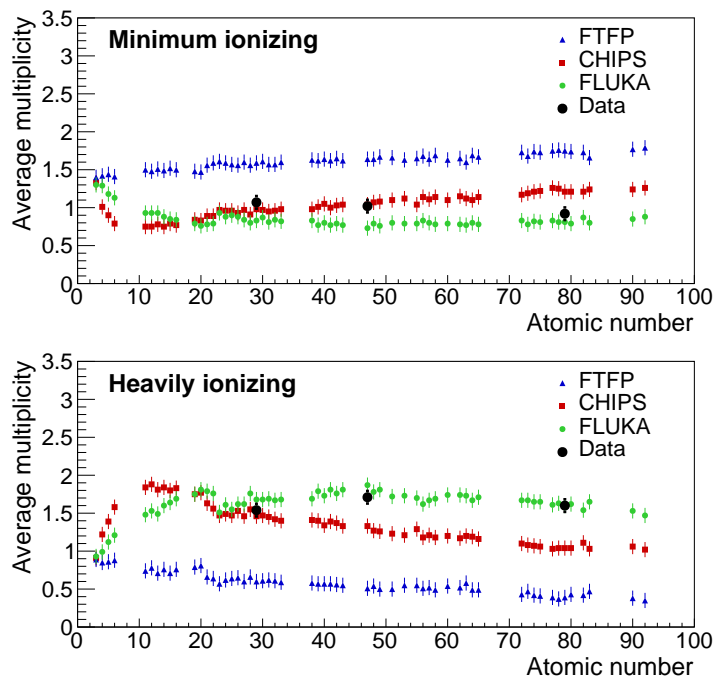 Minimum ionizing
FTFP
CHIPS
FLUKA
Data
Average multiplicity
3.5
3
2.5
2
1.5
1
0.5
0
0 10 20 30 40 50 60 70 80 90 100
Atomic number
Heavily ionizing
FTFP
CHIPS
FLUKA
Data
Average multiplicity
3.5
3
2.5
2
1.5
1
0.5
0
0 10 20 30 40 50 60 70 80 90 100
Atomic number